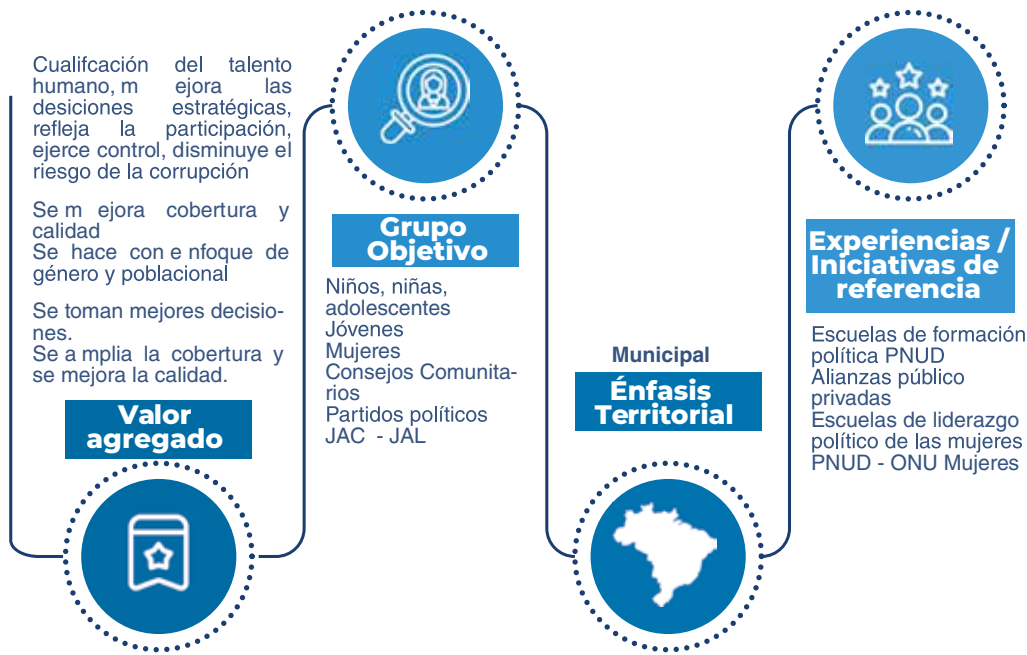 Cualifcación del talento
humano, m ejora las
desiciones estratégicas,
refleja la participación,
ejerce control, disminuye el
riesgo de la corrupción
Se m ejora cobertura y
calidad
Se hace con e nfoque de
género y poblacional
Se toman mejores decisio-
nes.
Se a mplia la cobertura y
se mejora la calidad.
Valor
agregado
Grupo
Objetivo
Niños, niñas,
adolescentes
Jóvenes
Mujeres
Consejos Comunita-
rios
Partidos políticos
JAC - JAL
Municipal
Énfasis
Territorial
Experiencias /
Iniciativas de
referencia
Escuelas de formación
política PNUD
Alianzas público
privadas
Escuelas de liderazgo
político de las mujeres
PNUD - ONU Mujeres